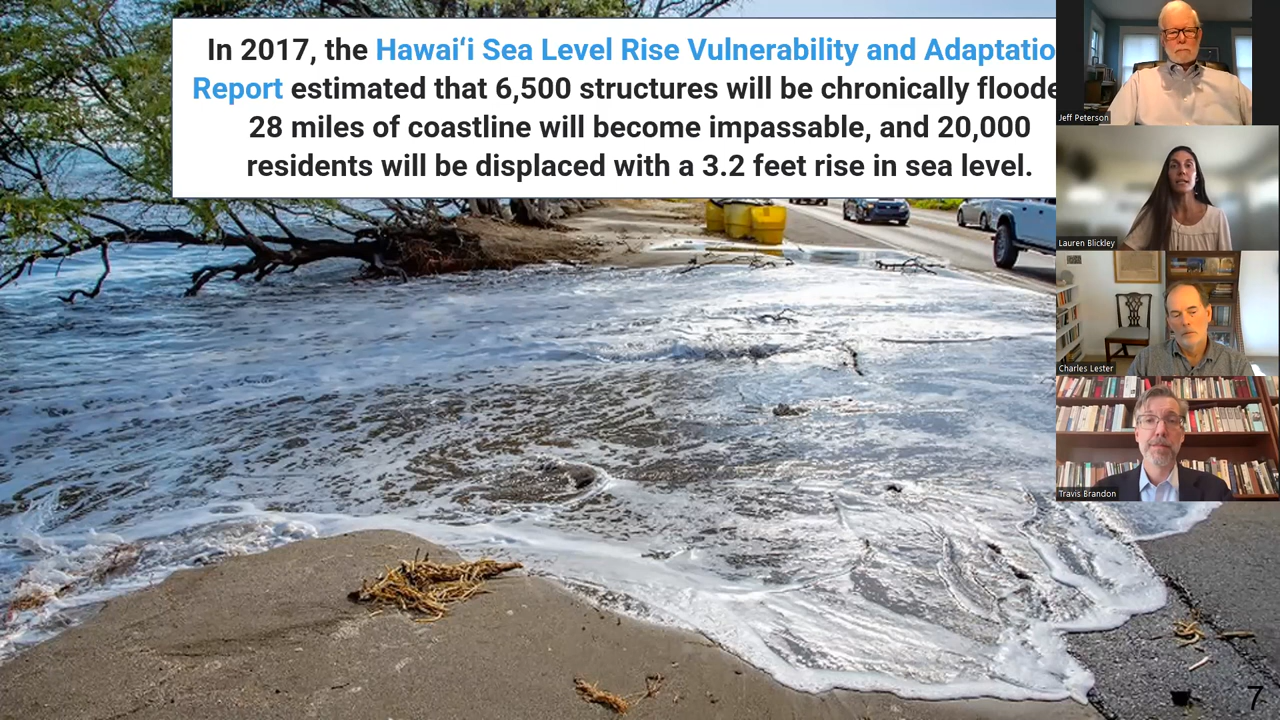 In 2017, the Hawaiʻi Sea Level Rise Vulnerability and Adaptatio
Report estimated that 6,500 structures will be chronically floode
28 miles of coastline will become impassable, and 20,000
residents will be displaced with a 3.2 feet rise in sea level.
Jeff Peterson
Lauren Blickley
Charles Lester
Travis Brandon
7